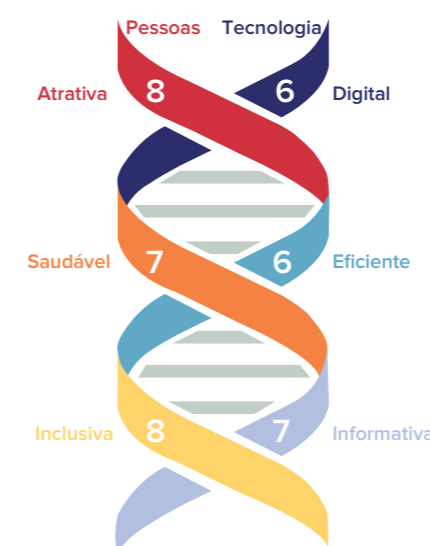 Pessoas Tecnologia
Atrativa 8 6 Digital
Saudável 7 6 Eficiente
Inclusiva 8 7 Informativa